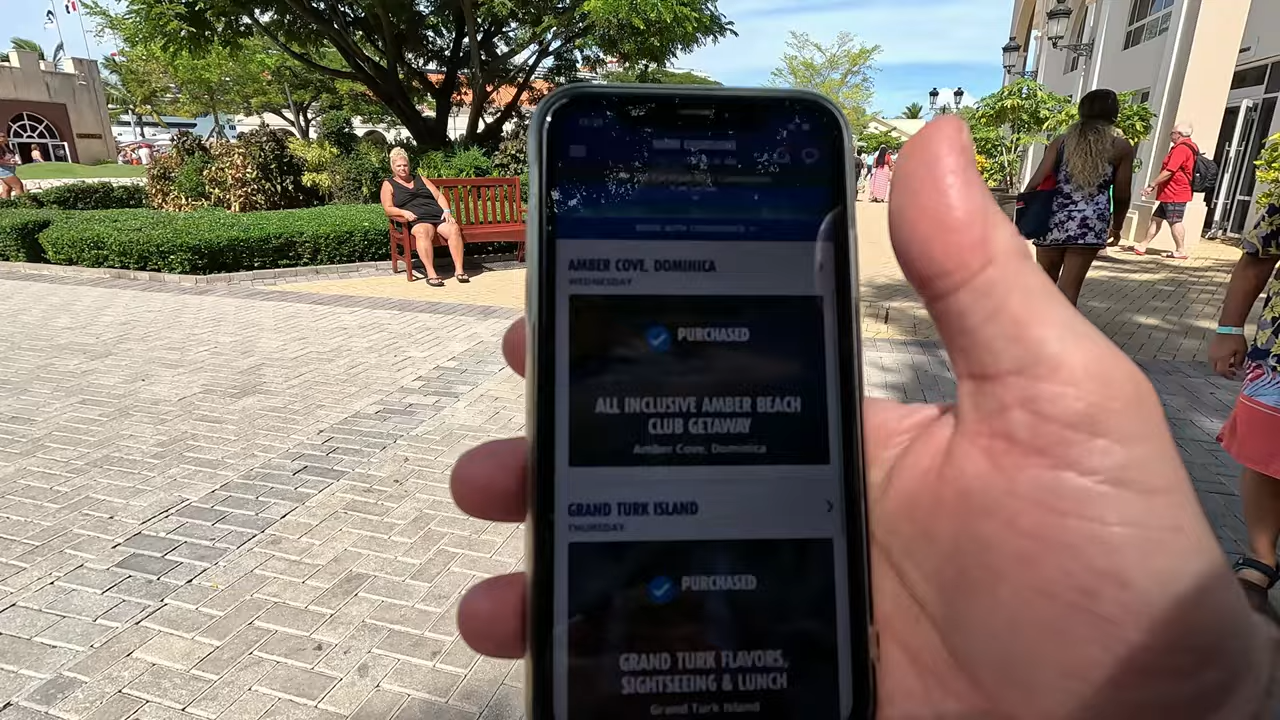 AMBER COVE, DOMINICA
WEDNESDAY
PURCHASED
ALL INCLUSIVE AMBER BEACH
CLUB GETAWAY
Amber Cove, Dominica
GRAND TURK ISLAND
THURSDAY
PURCHASED
GRAND TURK FLAVORS,
SIGHTSEEING & LUNCH
Grand Turk Island